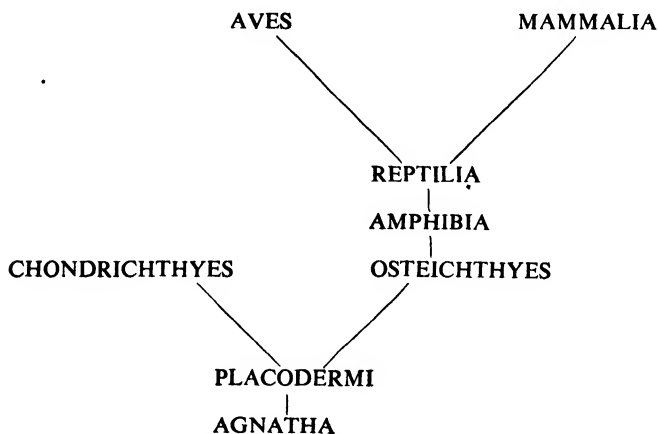 AVES MAMMALIA
REPTILIA
AMPHIBIA
CHONDRICHTHYES OSTEICHTHYES
PLACODERMI
AGNATHA